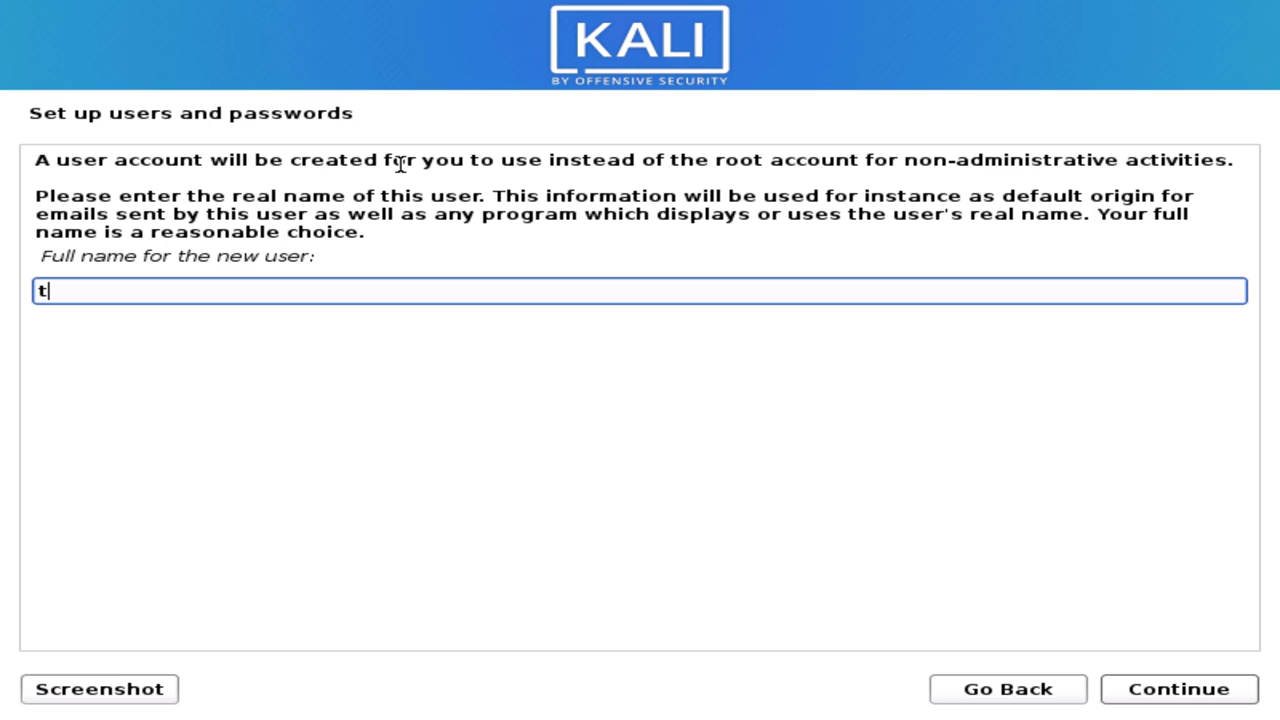 KALI
BY OFFENSIVE SECURITY
Set up users and passwords
A user account will be created for you to use instead of the root account for non-administrative activities.
Please enter the real name of this user. This information will be used for instance as default origin for
emails sent by this user as well as any program which displays or uses the user's real name. Your full
name is a reasonable choice.
Full name for the new user:
t
Screenshot
Go Back
Continue